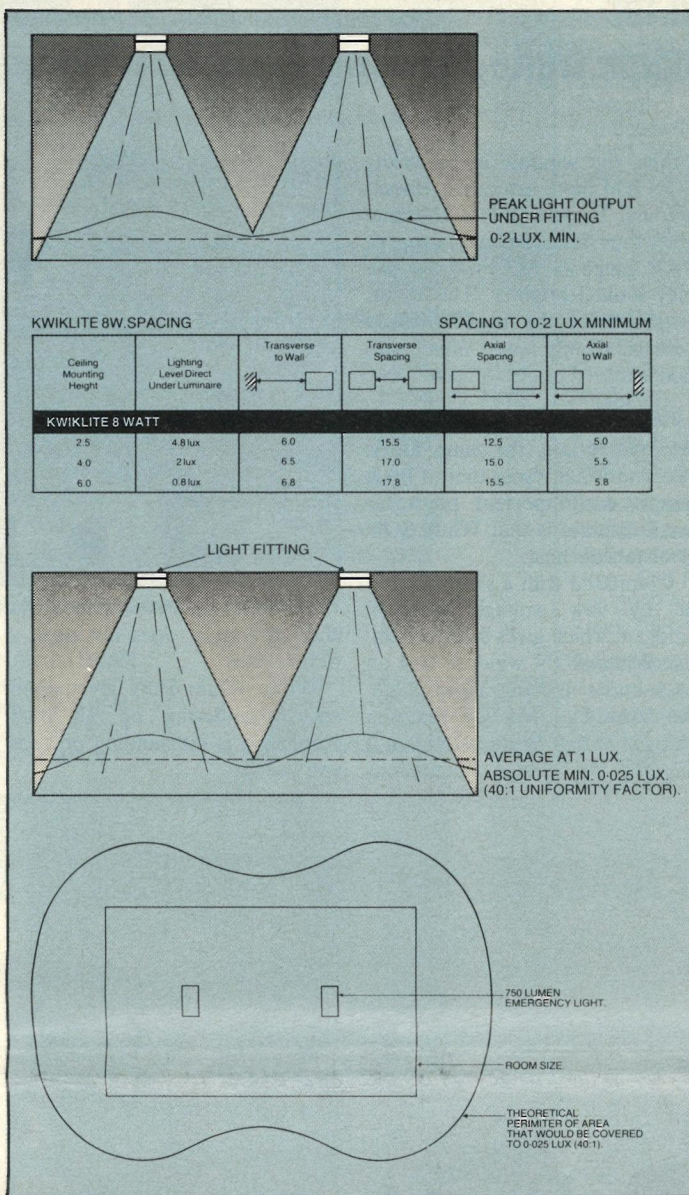 PEAK LIGHT OUTPUT
UNDER FITTING
0·2 LUX. MIN.
KWIKLITE 8W. SPACING
SPACING TO 0·2 LUX MINIMUM
Ceiling
Mounting
Height
Lighting
Level Direct
Under Luminaire
Transverse
to Wall
Transverse
Spacing
Axial
Spacing
Axial
to Wall
KWIKLITE 8 WATT
2.5 4.8 lux 6.0 15.5 12.5 5.0
4.0 2 lux 6.5 17.0 15.0 5.5
6.0 0.8 lux 6.8 17.8 15.5 5.8
LIGHT FITTING
AVERAGE AT 1 LUX.
ABSOLUTE MIN. 0·025 LUX.
(40:1 UNIFORMITY FACTOR).
750 LUMEN
EMERGENCY LIGHT.
ROOM SIZE.
THEORETICAL
PERIMITER OF AREA
THAT WOULD BE COVERED
TO 0·025 LUX (40:1).